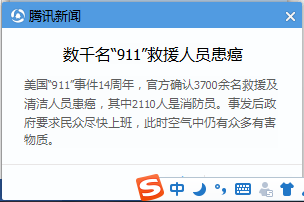 腾讯新闻
数千名“911”救援人员患癌
美国“911”事件14周年，官方确认3700余名救援及
清洁人员患癌，其中2110人是消防员。事发后政
府要求民众尽快上班，此时空气中仍有众多有害
物质。
S 中